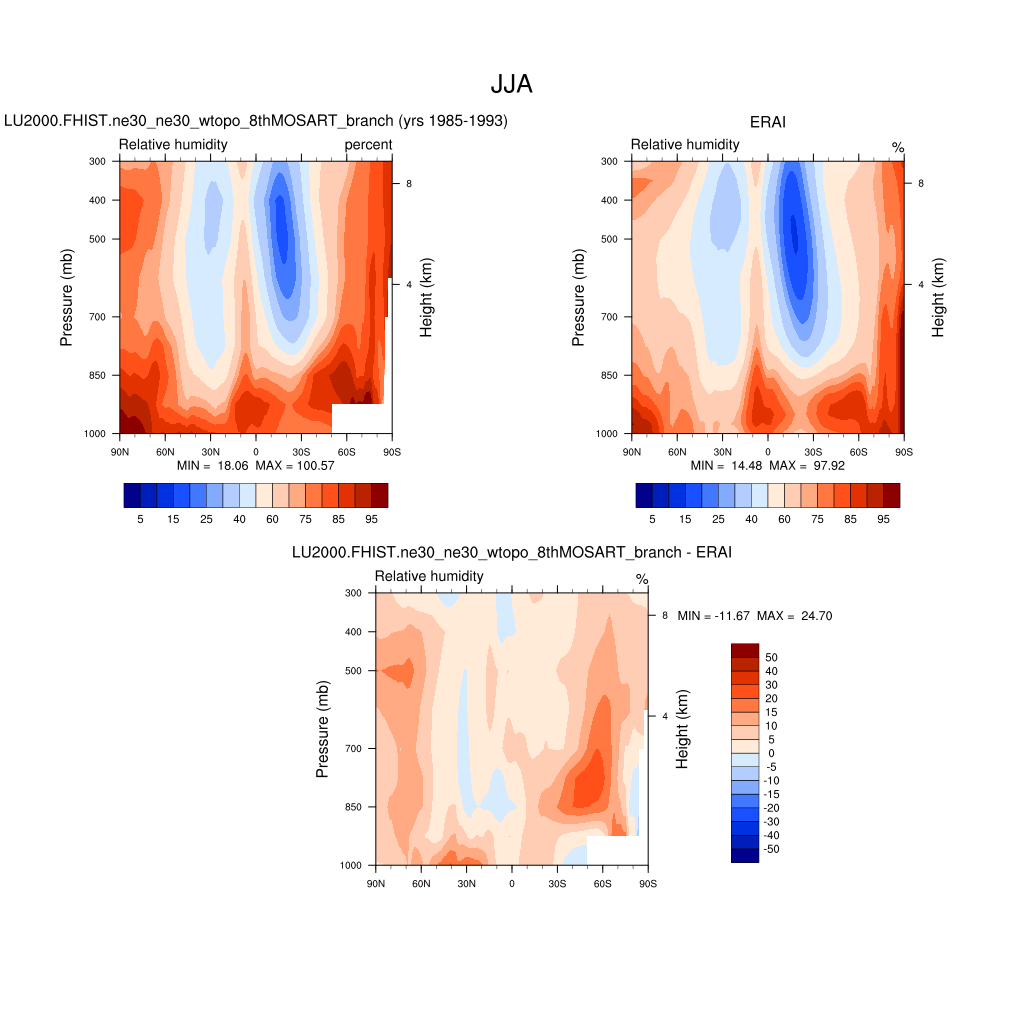 JJA
LU2000.FHIST.ne30_ne30_wtopo_8thMOSART_branch (yrs 1985-1993)
Relative humidity percent
Pressure (mb)
300
400
500
700
850
1000
8
4
Height (km)
90N 60N 30N 0 30S 60S 90S
MIN = 18.06 MAX = 100.57
5 15 25 40 60 75 85 95
ERAI
Relative humidity %
Pressure (mb)
300
400
500
700
850
1000
8
4
Height (km)
90N 60N 30N 0 30S 60S 90S
MIN = 14.48 MAX = 97.92
5 15 25 40 60 75 85 95
LU2000.FHIST.ne30_ne30_wtopo_8thMOSART_branch - ERAI
Relative humidity %
Pressure (mb)
300
400
500
700
850
1000
8
4
Height (km)
90N 60N 30N 0 30S 60S 90S
MIN = -11.67 MAX = 24.70
50
40
30
20
15
10
5
0
-5
-10
-15
-20
-30
-40
-50